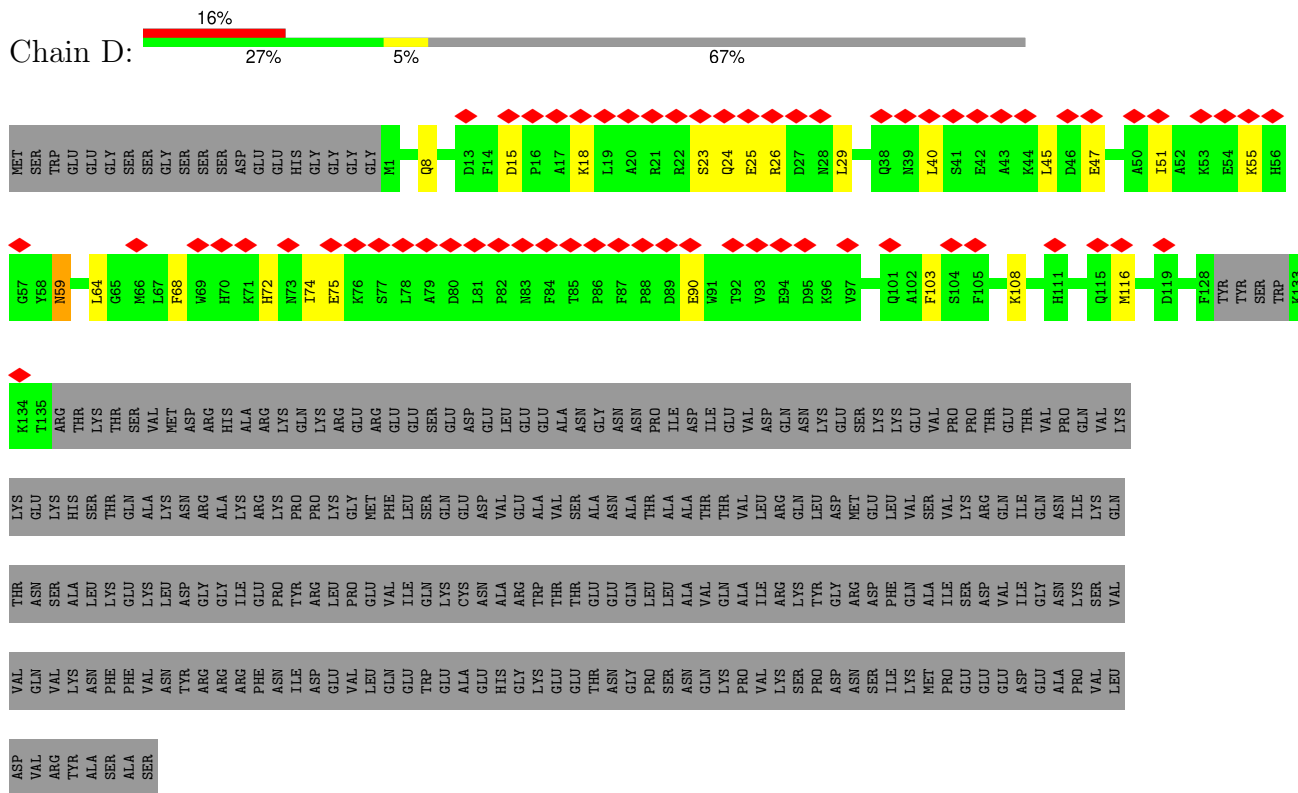 16%
Chain D:
27% 5% 67%
MET SER TRP GLU GLU GLY SER SER GLY SER SER SER ASP GLU GLU HIS GLY GLY GLY GLY M1 Q8 D13 F14 D15 P16 A17 K18 L19 A20 R21 R22 S23 Q24 E25 R26 D27 N28 L29 Q38 N39 L40 S41 E42 A43 K44 L45 D46 E47 A50 I51 A52 K53 E54 K55 H56
G57 Y58 N59 L64 G65 M66 L67 F68 W69 H70 K71 H72 N73 I74 E75 K76 S77 L78 A79 D80 L81 P82 N83 F84 T85 P86 F87 P88 D89 E90 W91 T92 V93 E94 D95 K96 V97 Q101 A102 F103 S104 F105 K108 H111 Q115 M116 D119 F128 TYR TYR SER TRP K133
K134 T135 ARG THR LYS THR SER VAL MET ASP ARG HIS ALA ARG LYS GLN LYS ARG GLU ARG GLU GLU SER GLU ASP GLU LEU GLU GLU ALA ASN GLY ASN ASN PRO ILE ASP ILE GLU VAL ASP GLN ASN LYS GLU SER LYS LYS GLU VAL PRO PRO THR GLU THR VAL PRO GLN VAL LYS
LYS GLU LYS HIS SER THR GLN ALA LYS ASN ARG ALA LYS ARG LYS PRO PRO LYS GLY MET PHE LEU SER GLN GLU ASP VAL GLU ALA VAL SER ALA ASN ALA THR ALA ALA THR THR VAL LEU ARG GLN LEU ASP MET GLU LEU VAL SER VAL LYS ARG GLN ILE GLN ASN ILE LYS GLN
THR ASN SER ALA LEU LYS GLU LYS LEU ASP GLY GLY ILE GLU PRO TYR ARG LEU PRO GLU VAL ILE GLN LYS CYS ASN ALA ARG TRP THR THR GLU GLU GLN LEU LEU ALA VAL GLN ALA ILE ARG LYS TYR GLY ARG ASP PHE GLN ALA ILE SER ASP VAL ILE GLY ASN LYS SER VAL
VAL GLN VAL LYS ASN PHE PHE VAL ASN TYR ARG ARG ARG PHE ASN ILE ASP GLU VAL LEU GLN GLU TRP GLU ALA GLU HIS GLY LYS GLU GLU THR ASN GLY PRO SER ASN GLN LYS PRO VAL LYS SER PRO ASP ASN SER ILE LYS MET PRO GLU GLU GLU ASP GLU ALA PRO VAL LEU
ASP VAL ARG TYR ALA SER ALA SER